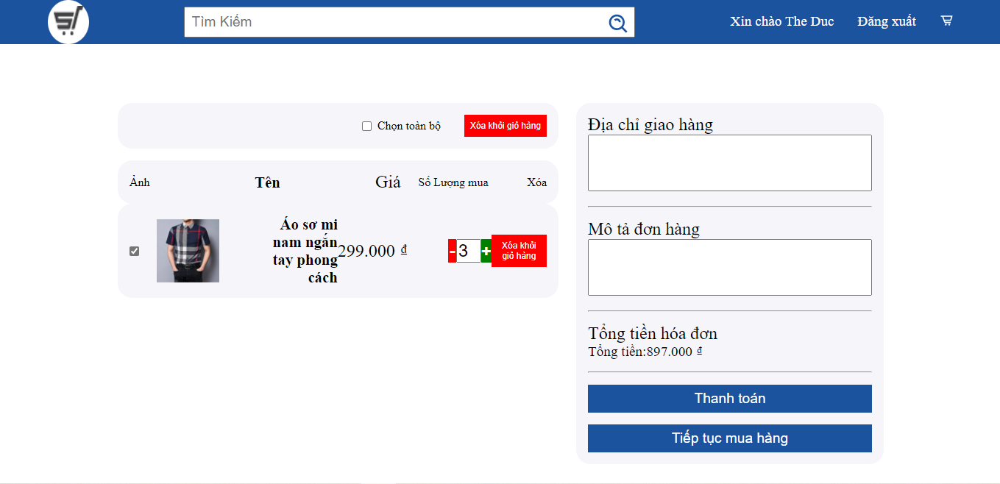 Tìm Kiếm
Xin chào The Duc
Đăng xuất
Chọn toàn bộ
Xóa khỏi giỏ hàng
Ảnh
Tên
Giá
Số Lượng mua
Xóa
Áo sơ mi
nam ngắn
tay phong
cách
299.000 ₫
-
3
+
Xóa khỏi
giỏ hàng
Địa chỉ giao hàng
Mô tả đơn hàng
Tổng tiền hóa đơn
Tổng tiền:897.000 ₫
Thanh toán
Tiếp tục mua hàng